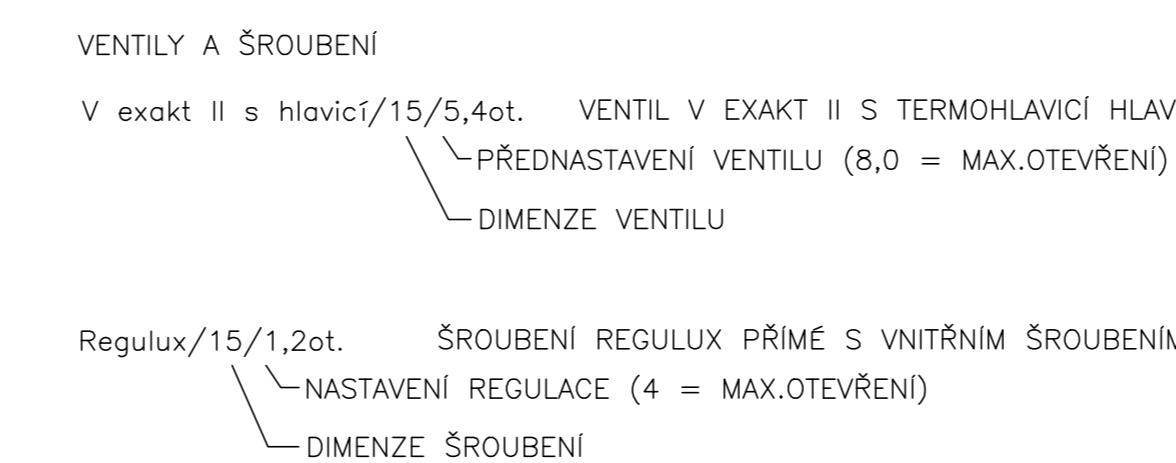 VENTILY A ŠROUBENÍ
V exakt II s hlavicí/15/5,4ot. VENTIL V EXAKT II S TERMOHLAVICÍ
PŘEDNASTAVENÍ VENTILU (8,0 = MAX.OTEVŘENÍ)
DIMENZE VENTILU
Regulux/15/1,2ot. ŠROUBENÍ REGULUX PŘÍMÉ S VNITŘNÍM ŠROUBENÍM
NASTAVENÍ REGULACE (4 = MAX.OTEVŘENÍ)
DIMENZE ŠROUBENÍ